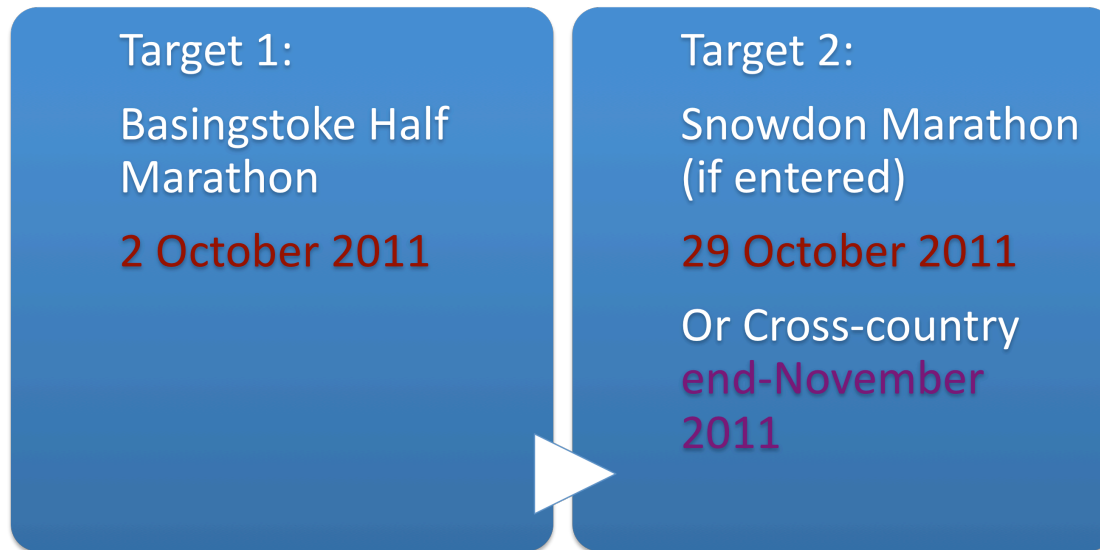 Target 1:
Basingstoke Half
Marathon
2 October 2011
Target 2:
Snowdon Marathon
(if entered)
29 October 2011
Or Cross-country
end-November
2011